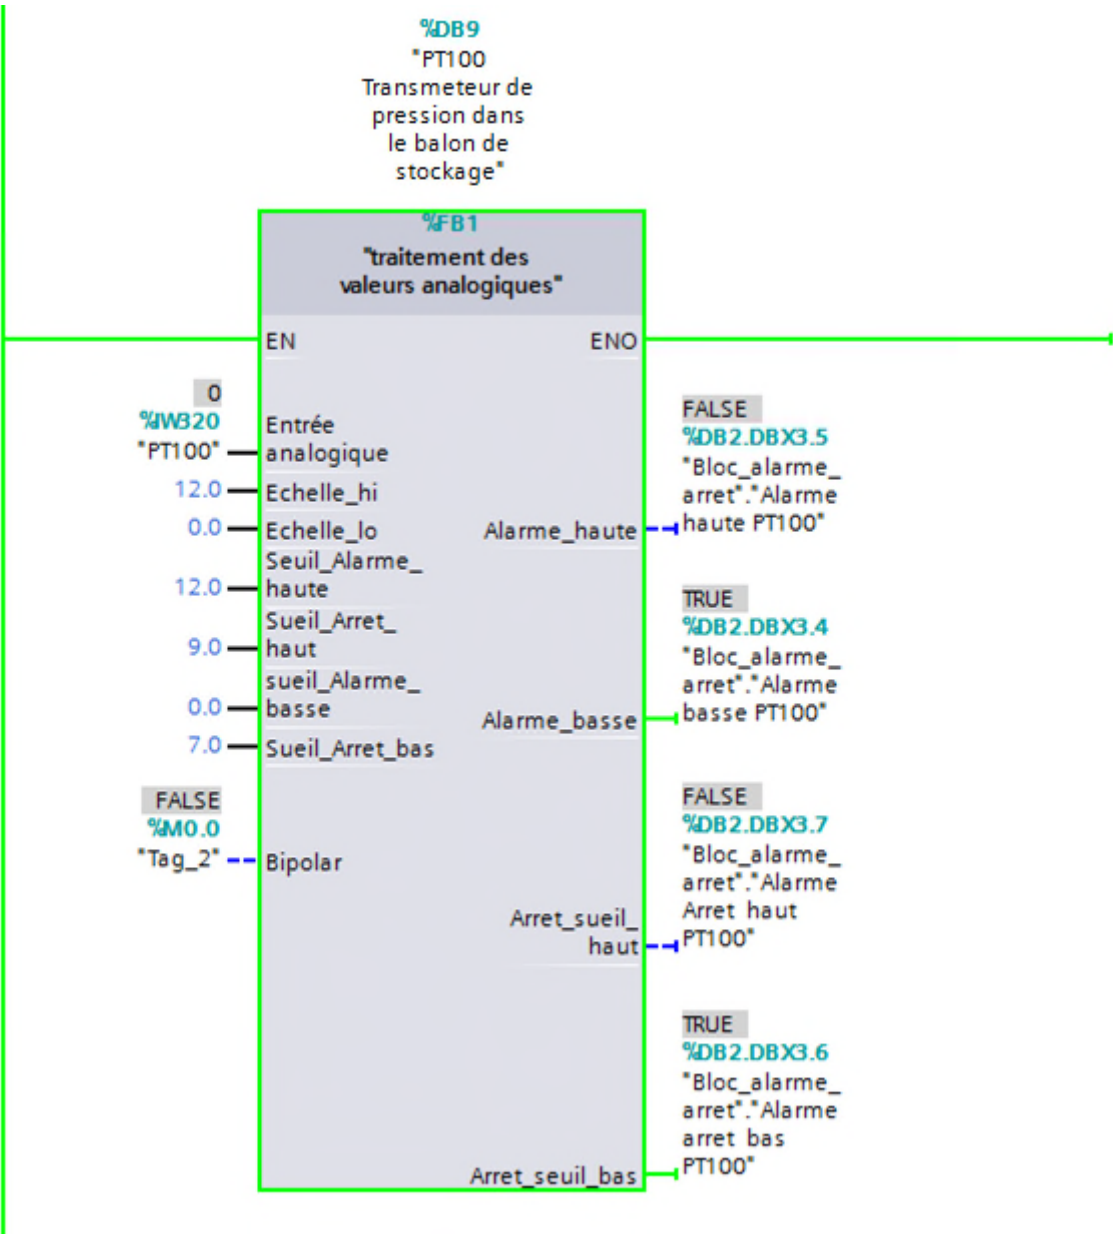 %DB9
"PT100
Transmeteur de
pression dans
le balon de
stockage"
%FB1
"traitement des
valeurs analogiques"
EN
ENO
0
%IW320
"PT100"
Entrée
analogique
12.0
Echelle_hi
0.0
Echelle_lo
12.0
Seuil_Alarme_
haute
9.0
Sueil_Arret_
haut
0.0
sueil_Alarme_
basse
7.0
Sueil_Arret_bas
FALSE
%M0.0
"Tag_2"
Bipolar
Alarme_haute
FALSE
%DB2.DBX3.5
"Bloc_alarme_
arret"."Alarme
haute PT100"
Alarme_basse
TRUE
%DB2.DBX3.4
"Bloc_alarme_
arret"."Alarme
basse PT100"
Arret_sueil_
haut
FALSE
%DB2.DBX3.7
"Bloc_alarme_
arret"."Alarme
Arret haut
PT100"
Arret_seuil_bas
TRUE
%DB2.DBX3.6
"Bloc_alarme_
arret"."Alarme
arret bas
PT100"